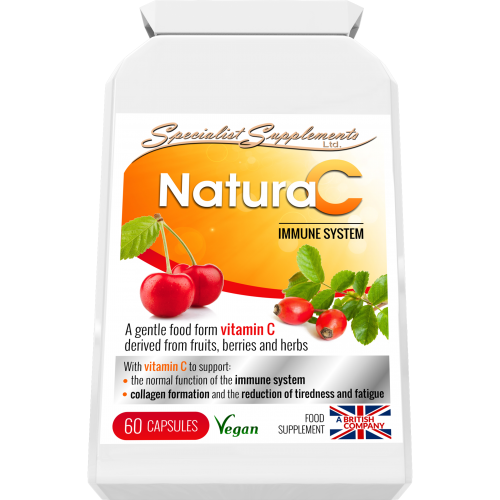 Specialist Supplements
Ltd.
NaturaC
IMMUNE SYSTEM
A gentle food form vitamin C
derived from fruits, berries and herbs
With vitamin C to support:
• the normal function of the immune system
• collagen formation and the reduction of tiredness and fatigue
60 CAPSULES
Vegan
FOOD
SUPPLEMENT
A BRITISH
COMPANY